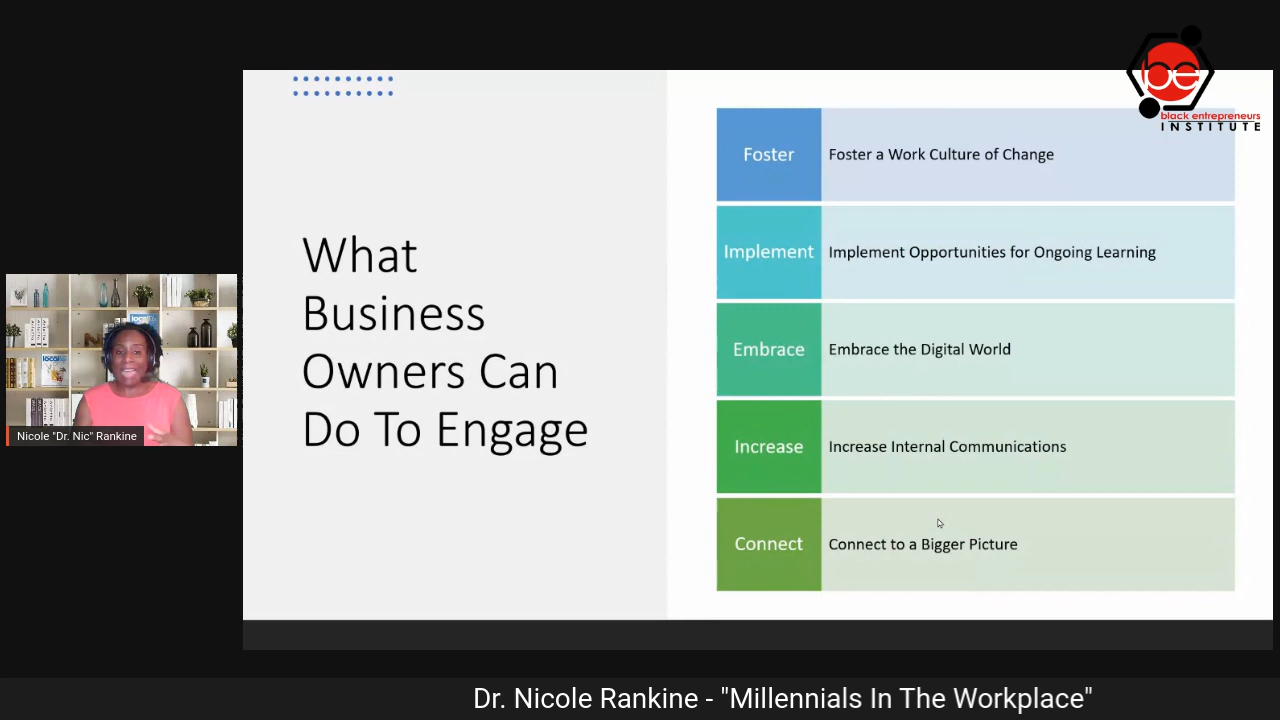 be
black entrepreneurs
INSTITUTE
What
Business
Owners Can
Do To Engage
Foster
Foster a Work Culture of Change
Implement
Implement Opportunities for Ongoing Learning
Embrace
Embrace the Digital World
Increase
Increase Internal Communications
Connect
Connect to a Bigger Picture
Nicole "Dr. Nic" Rankine
Dr. Nicole Rankine - "Millennials In The Workplace"